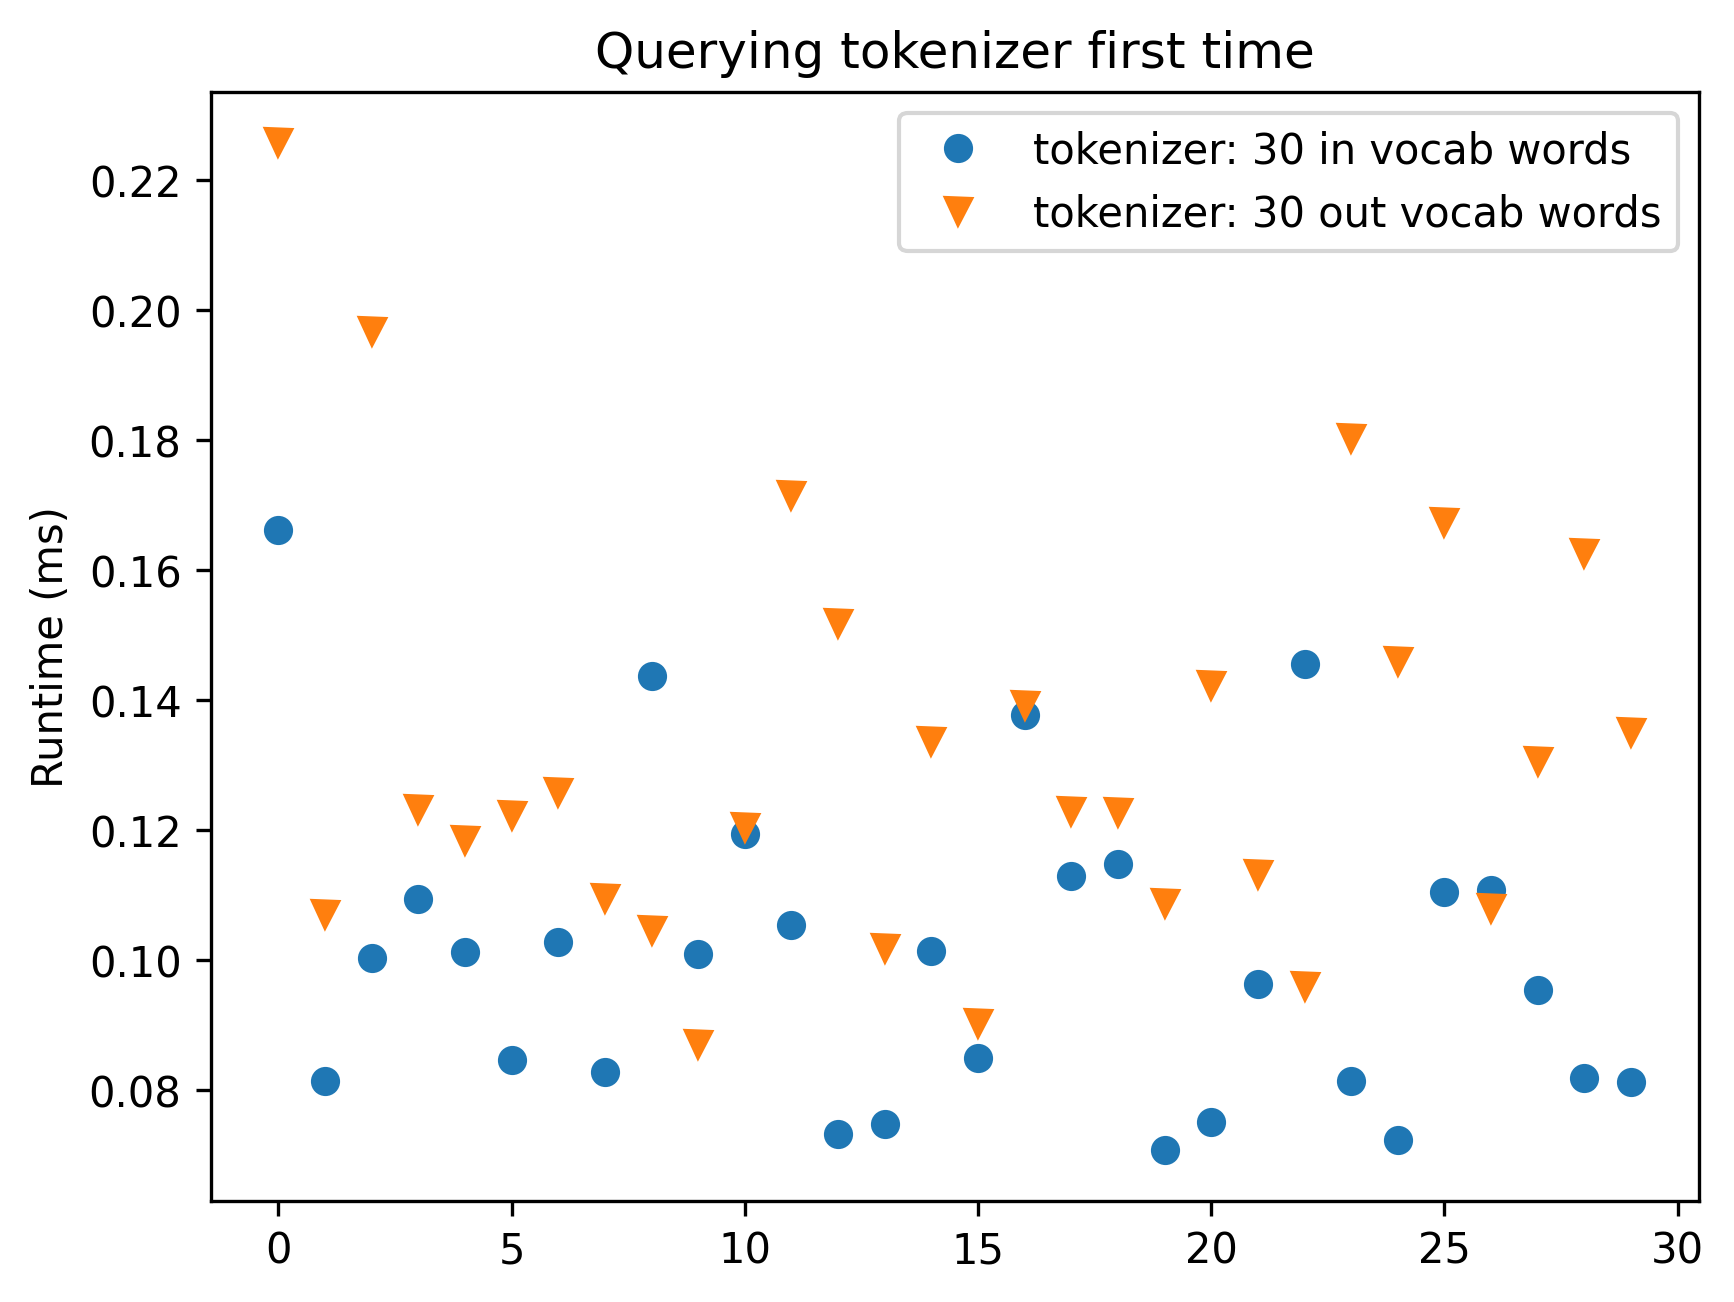 Querying tokenizer first time
tokenizer: 30 in vocab words
tokenizer: 30 out vocab words
Runtime (ms)
0.22
0.20
0.18
0.16
0.14
0.12
0.10
0.08
0 5 10 15 20 25 30